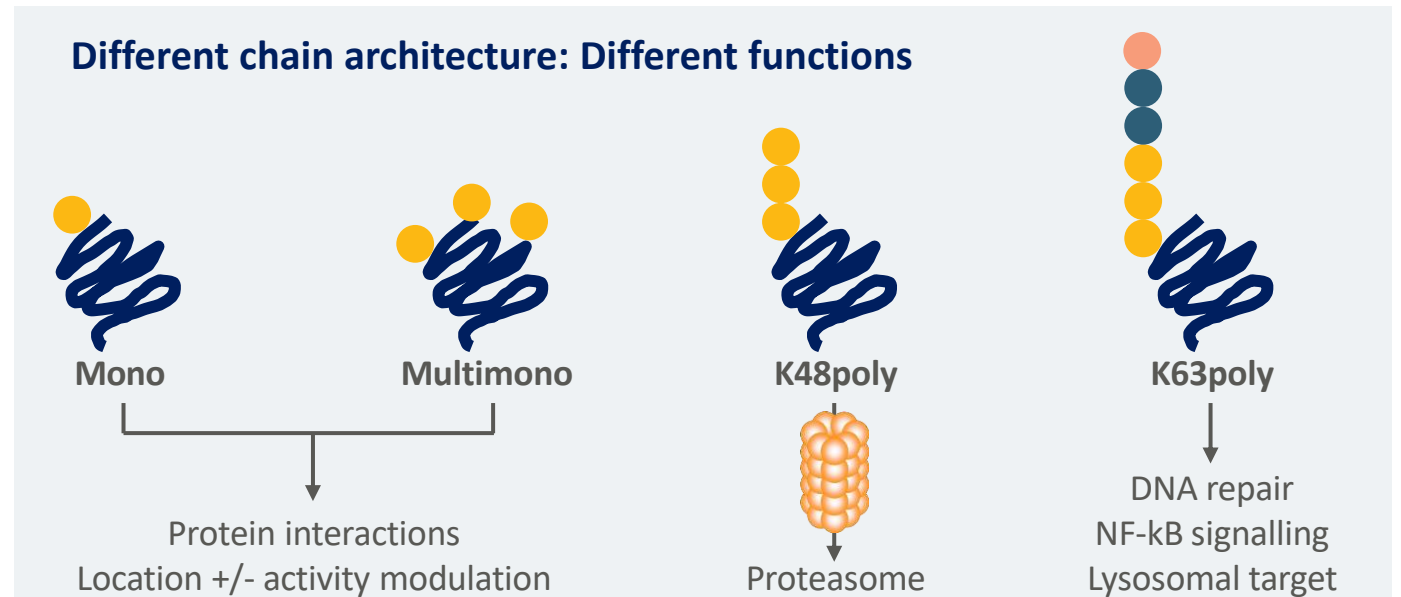 Different chain architecture: Different functions
Mono
Multimono
K48poly
K63poly
Protein interactions
Location +/- activity modulation
Proteasome
DNA repair
NF-kB signalling
Lysosomal target